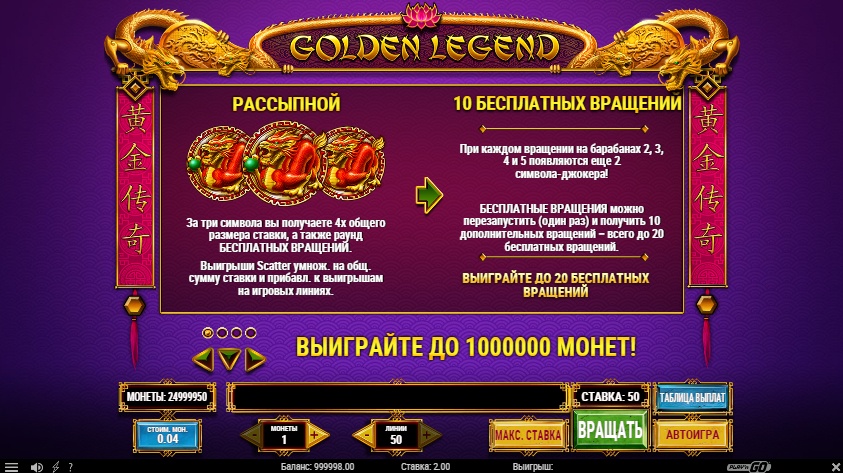 GOLDEN LEGEND
黄金传奇
黄金传奇
РАССЫПНОЙ
За три символа вы получаете 4x общего
размера ставки, а также раунд
БЕСПЛАТНЫХ ВРАЩЕНИЙ.
Выигрыши Scatter умнож. на общ.
сумму ставки и прибавл. к выигрышам
на игровых линиях.
10 БЕСПЛАТНЫХ ВРАЩЕНИЙ
При каждом вращении на барабанах 2, 3,
4 и 5 появляются еще 2
символа-джокера!
БЕСПЛАТНЫЕ ВРАЩЕНИЯ можно
перезапустить (один раз) и получить 10
дополнительных вращений – всего до 20
бесплатных вращений.
ВЫИГРАЙТЕ ДО 20 БЕСПЛАТНЫХ
ВРАЩЕНИЙ
ВЫИГРАЙТЕ ДО 1000000 МОНЕТ!
МОНЕТЫ: 24999950
СТАВКА: 50
ТАБЛИЦА ВЫПЛАТ
СТОИМ. МОН.
0.04
- МОНЕТЫ +
1
- ЛИНИИ +
50
МАКС. СТАВКА
ВРАЩАТЬ
АВТОИГРА
? Баланс: 999998.00 Ставка: 2.00 Выигрыш: PLAY'N GO